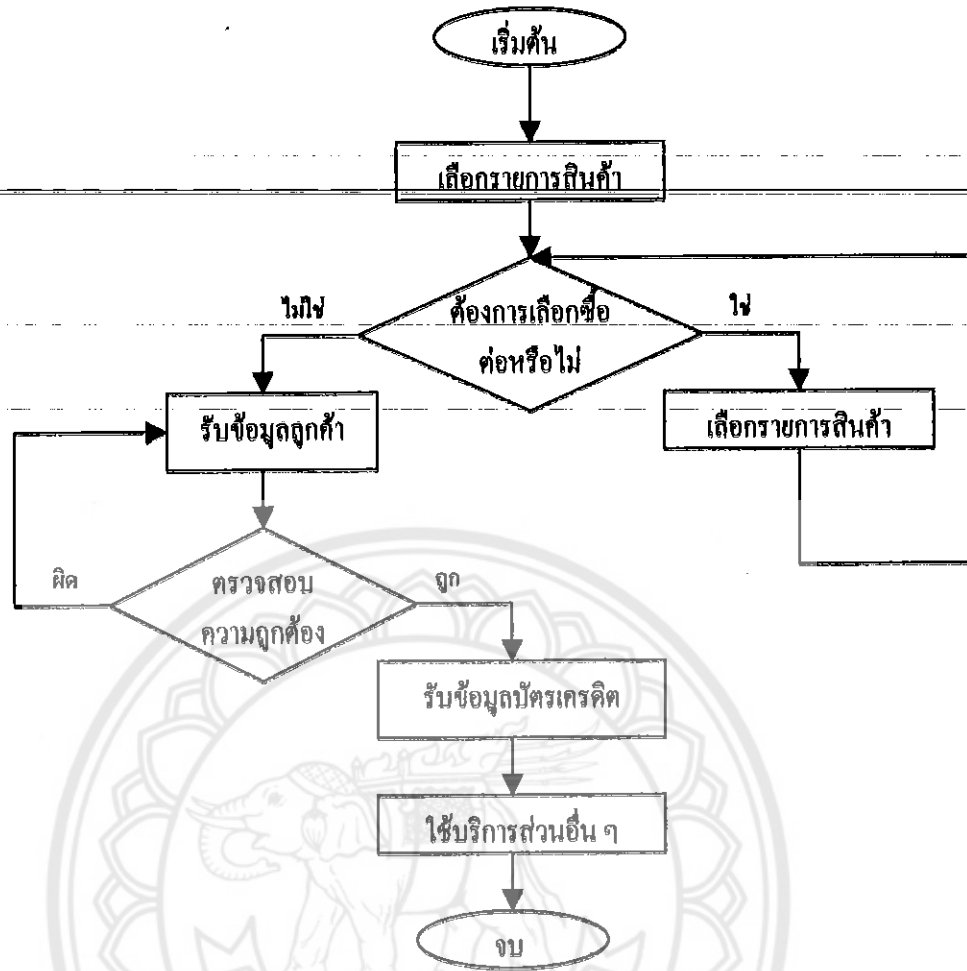 เริ่มต้น
เลือกรายการสินค้า
ต้องการเลือกซื้อ
ต่อหรือไม่
ไม่ใช่
ใช่
รับข้อมูลลูกค้า
เลือกรายการสินค้า
ตรวจสอบ
ความถูกต้อง
ผิด
ถูก
รับข้อมูลบัตรเครดิต
ใช้บริการส่วนอื่น ๆ
จบ